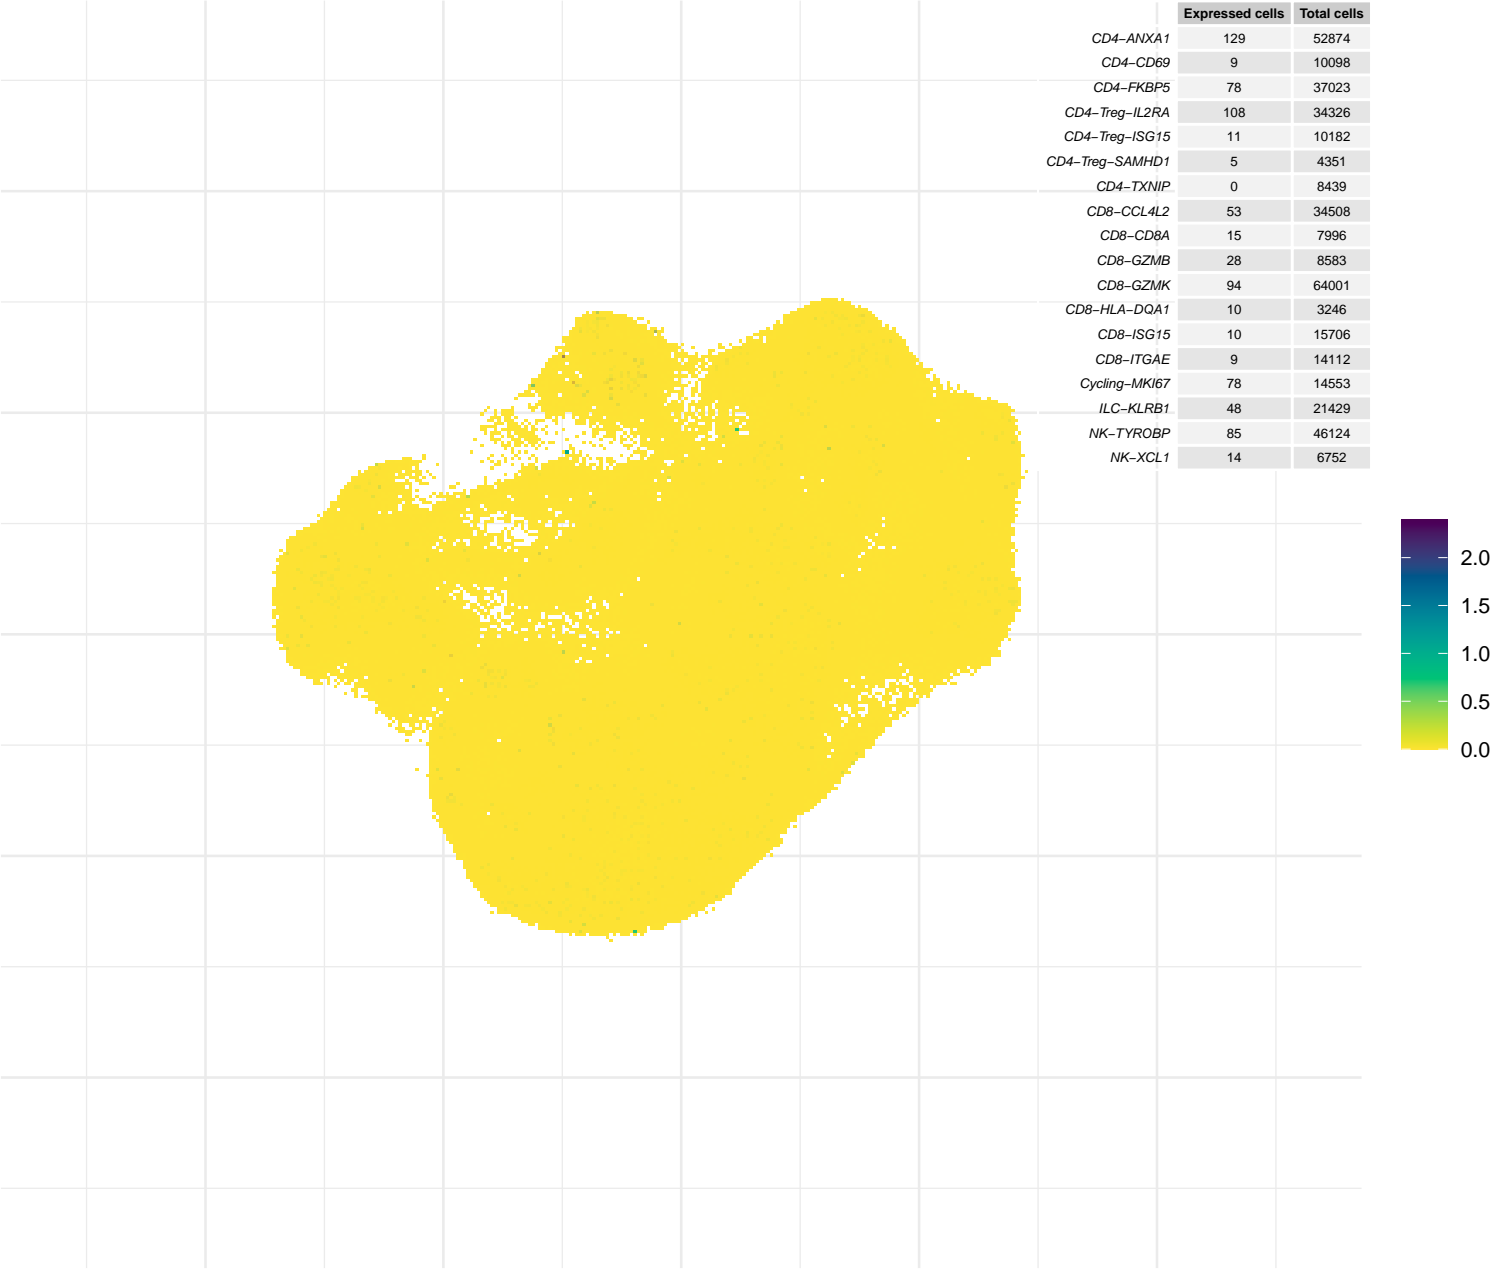 Expressed cells Total cells
CD4−ANXA1 129 52874
CD4−CD69 9 10098
CD4−FKBP5 78 37023
CD4−Treg−IL2RA 108 34326
CD4−Treg−ISG15 11 10182
CD4−Treg−SAMHD1 5 4351
CD4−TXNIP 0 8439
CD8−CCL4L2 53 34508
CD8−CD8A 15 7996
CD8−GZMB 28 8583
CD8−GZMK 94 64001
CD8−HLA−DQA1 10 3246
CD8−ISG15 10 15706
CD8−ITGAE 9 14112
Cycling−MKI67 78 14553
ILC−KLRB1 48 21429
NK−TYROBP 85 46124
NK−XCL1 14 6752
2.0
1.5
1.0
0.5
0.0